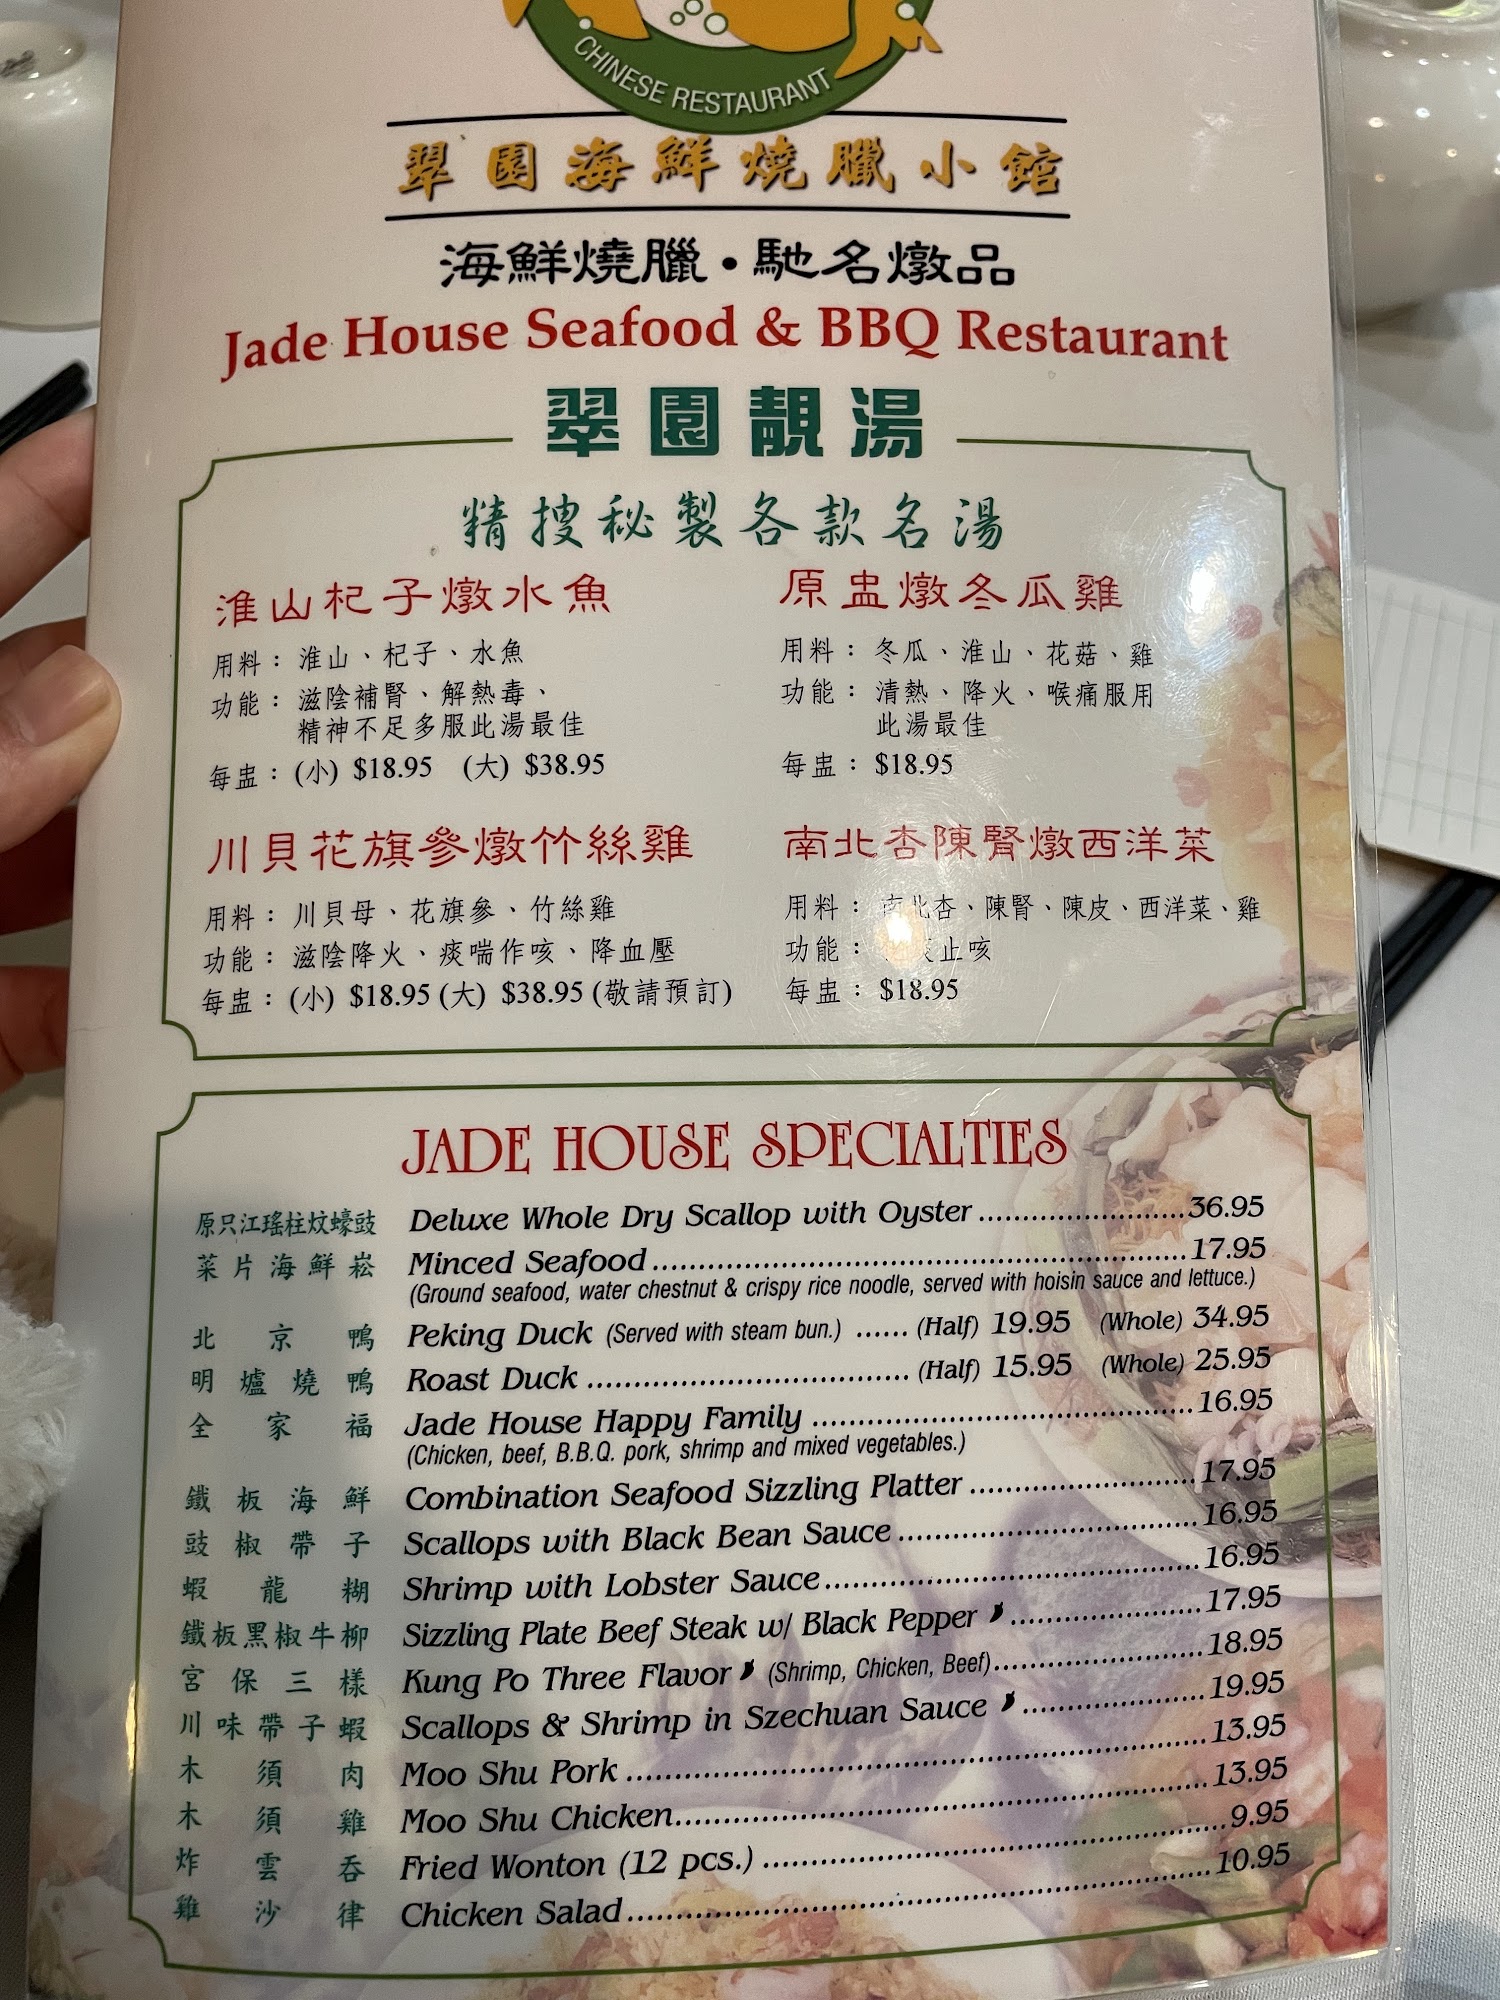 CHINESE RESTAURANT
翠園海鮮燒臘小館
海鮮燒臘•馳名燉品
Jade House Seafood & BBQ Restaurant
翠園靚湯
精搜秘製各款名湯
淮山杞子燉水魚
用料：淮山、杞子、水魚
功能：滋陰補腎、解熱毒、
精神不足多服此湯最佳
每盅：(小) $18.95 (大) $38.95
原盅燉冬瓜雞
用料：冬瓜、淮山、花菇、雞
功能：清熱、降火、喉痛服用
此湯最佳
每盅：$18.95
川貝花旗參燉竹絲雞
用料：川貝母、花旗參、竹絲雞
功能：滋陰降火、痰喘作咳、降血壓
每盅：(小) $18.95 (大) $38.95 (敬請預訂)
南北杏陳腎燉西洋菜
用料：南北杏、陳腎、陳皮、西洋菜、雞
功能：止咳
每盅：$18.95
JADE HOUSE SPECIALTIES
原只江瑤柱炆蠔豉 Deluxe Whole Dry Scallop with Oyster ........................ 36.95
菜片海鮮崧 Minced Seafood ........................ 17.95
(Ground seafood, water chestnut & crispy rice noodle, served with hoisin sauce and lettuce.)
北京鴨 Peking Duck (Served with steam bun.) ...... (Half) 19.95 (Whole) 34.95
明爐燒鴨 Roast Duck ........................ (Half) 15.95 (Whole) 25.95
全家福 Jade House Happy Family ........................ 16.95
(Chicken, beef, B.B.Q. pork, shrimp and mixed vegetables.)
鐵板海鮮 Combination Seafood Sizzling Platter ........................ 17.95
豉椒帶子 Scallops with Black Bean Sauce ........................ 16.95
蝦龍糊 Shrimp with Lobster Sauce ........................ 16.95
鐵板黑椒牛柳 Sizzling Plate Beef Steak w/ Black Pepper ........................ 17.95
宮保三樣 Kung Po Three Flavor (Shrimp, Chicken, Beef) ........................ 18.95
川味帶子蝦 Scallops & Shrimp in Szechuan Sauce ........................ 19.95
木須肉 Moo Shu Pork ........................ 13.95
木須雞 Moo Shu Chicken ........................ 13.95
炸雲吞 Fried Wonton (12 pcs.) ........................ 9.95
雞沙律 Chicken Salad ........................ 10.95